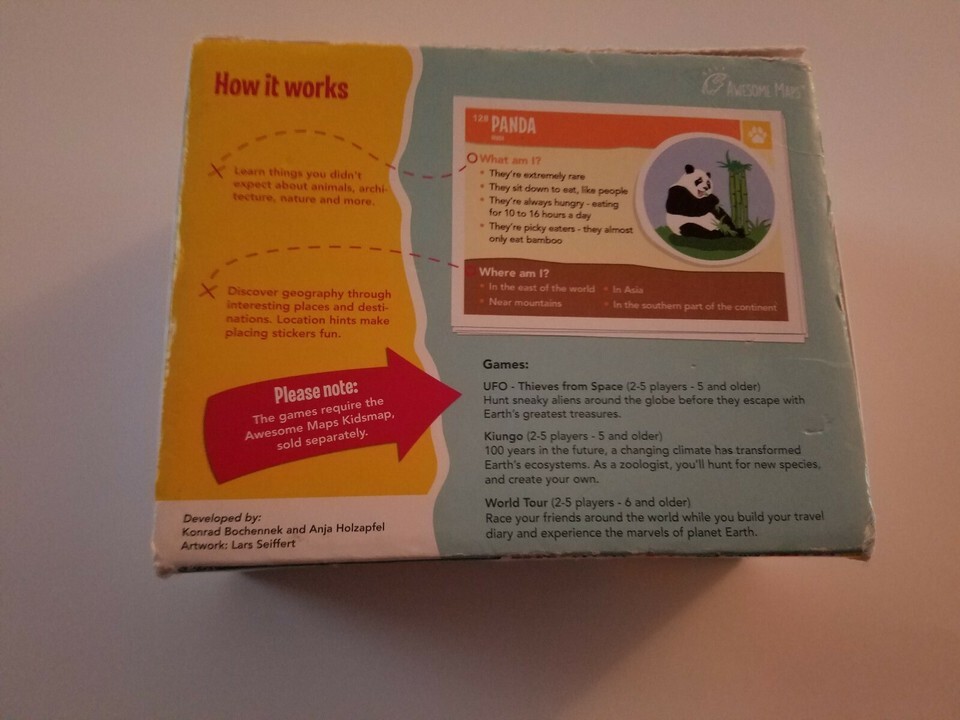 How it works
Learn things you didn't
expect about animals, archi-
tecture, nature and more.
Discover geography through
interesting places and desti-
nations. Location hints make
placing stickers fun.
Please note:
The games require the
Awesome Maps Kidsmap,
sold separately.
Developed by:
Konrad Bochennek and Anja Holzapfel
Artwork: Lars Seiffert
AWESOME MAPS
128 PANDA
What am I?
• They're extremely rare
• They sit down to eat, like people
• They're always hungry - eating
for 10 to 16 hours a day
• They're picky eaters - they almost
only eat bamboo
Where am I?
• In the east of the world • In Asia
• Near mountains • In the southern part of the continent
Games:
UFO - Thieves from Space (2-5 players - 5 and older)
Hunt sneaky aliens around the globe before they escape with
Earth's greatest treasures.
Kiungo (2-5 players - 5 and older)
100 years in the future, a changing climate has transformed
Earth's ecosystems. As a zoologist, you'll hunt for new species,
and create your own.
World Tour (2-5 players - 6 and older)
Race your friends around the world while you build your travel
diary and experience the marvels of planet Earth.